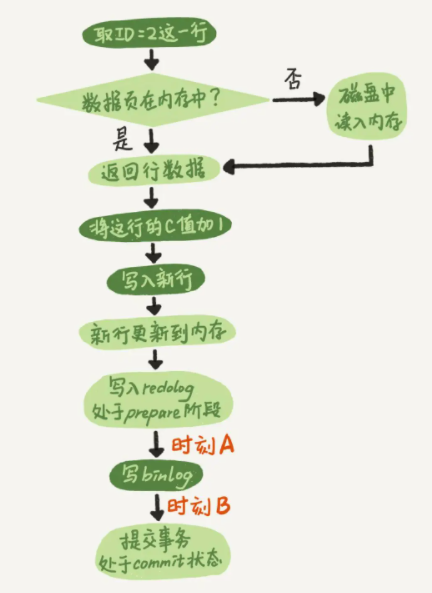 取ID=2这一行
数据页在内存中?
否
磁盘中
读入内存
是
返回行数据
将这行的C值加1
写入新行
新行更新到内存
写入redolog
处于prepare阶段
时刻A
写binlog
时刻B
提交事务
处于commit状态